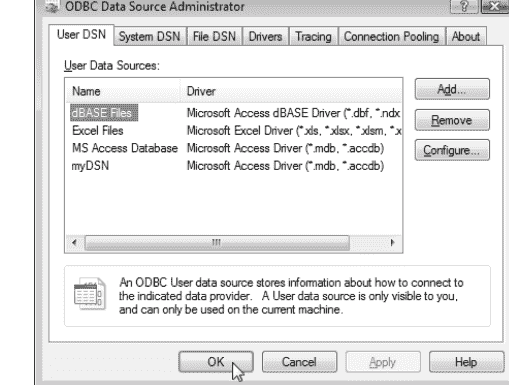 ODBC Data Source Administrator
User DSN System DSN File DSN Drivers Tracing Connection Pooling About
User Data Sources:
Name Driver
dBASE Files Microsoft Access dBASE Driver (*.dbf, *.ndx
Excel Files Microsoft Excel Driver (*.xls, *.xlsx, *.xlsm, *.x
MS Access Database Microsoft Access Driver (*.mdb, *.accdb)
myDSN Microsoft Access Driver (*.mdb, *.accdb)
Add...
Remove
Configure...
An ODBC User data source stores information about how to connect to
the indicated data provider. A User data source is only visible to you,
and can only be used on the current machine.
OK Cancel Apply Help